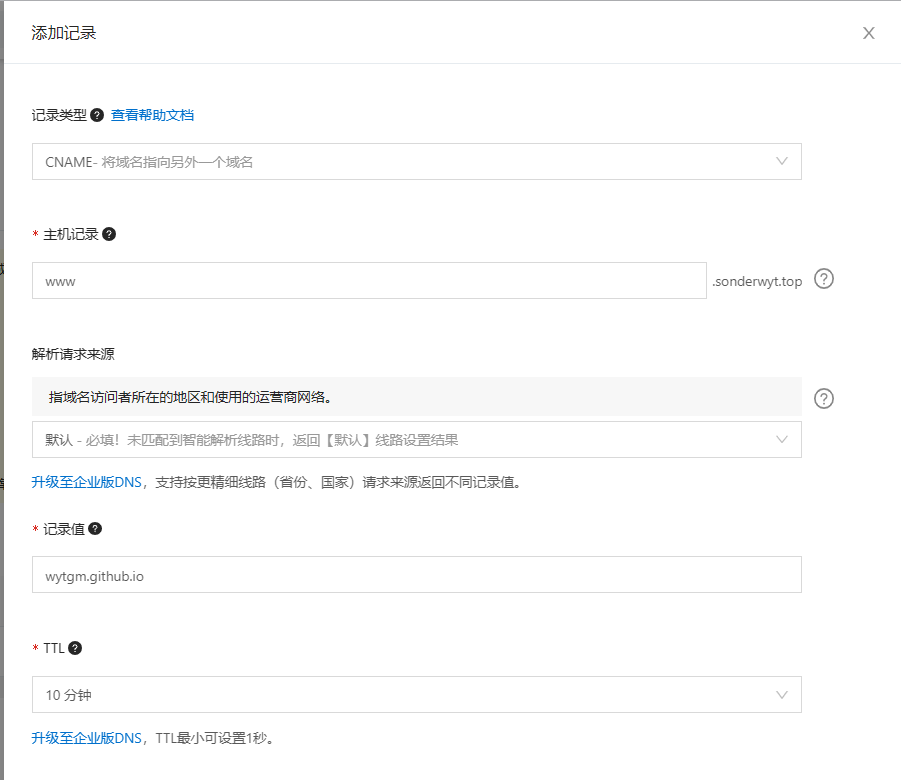 添加记录
记录类型 ? 查看帮助文档
CNAME- 将域名指向另外一个域名
* 主机记录 ?
www .sonderwyt.top ?
解析请求来源
指域名访问者所在的地区和使用的运营商网络。 ?
默认 - 必填！未匹配到智能解析线路时，返回【默认】线路设置结果
升级至企业版DNS，支持按更精细线路（省份、国家）请求来源返回不同记录值。
* 记录值 ?
wytgm.github.io
* TTL ?
10 分钟
升级至企业版DNS，TTL最小可设置1秒。